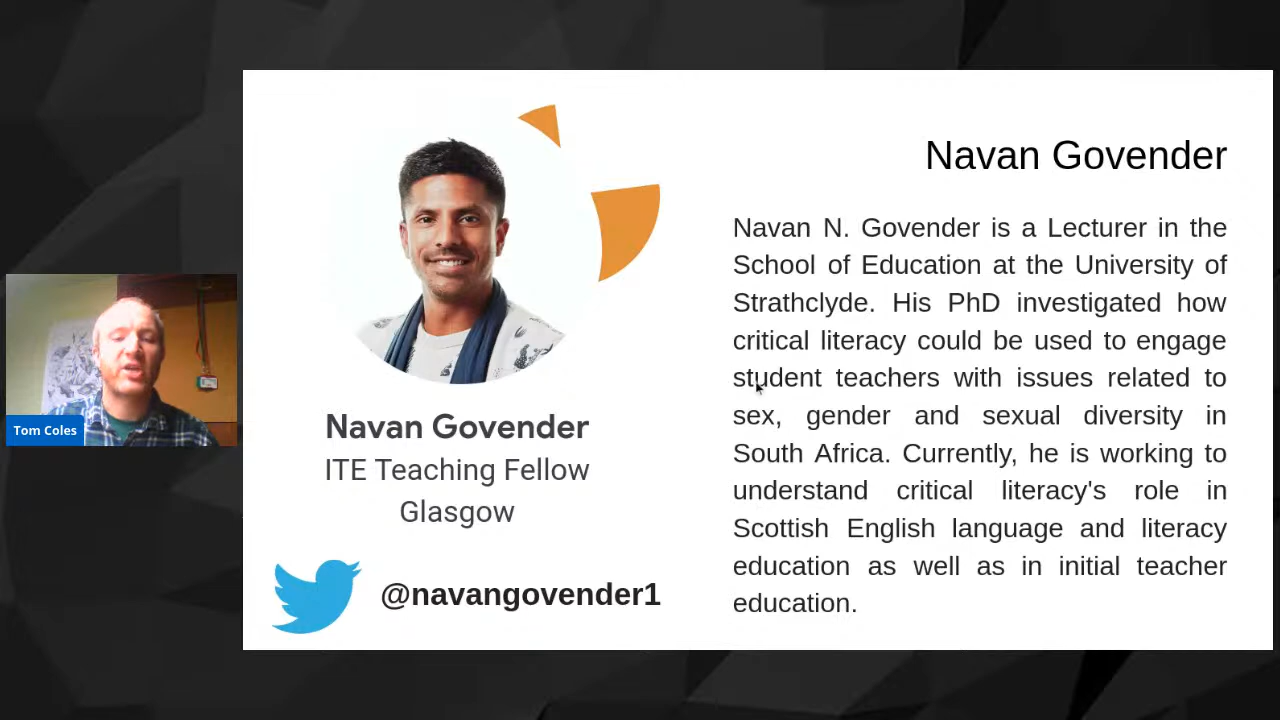 Tom Coles
Navan Govender
ITE Teaching Fellow
Glasgow
@navangovender1
Navan Govender
Navan N. Govender is a Lecturer in the
School of Education at the University of
Strathclyde. His PhD investigated how
critical literacy could be used to engage
student teachers with issues related to
sex, gender and sexual diversity in
South Africa. Currently, he is working to
understand critical literacy's role in
Scottish English language and literacy
education as well as in initial teacher
education.